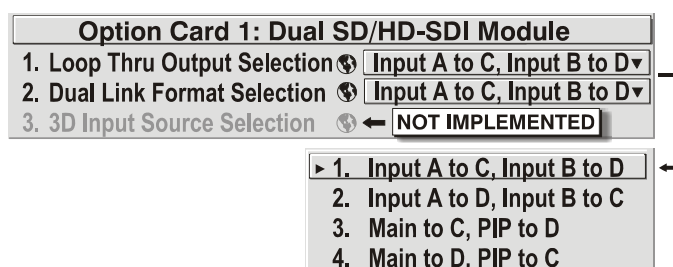 Option Card 1: Dual SD/HD-SDI Module
1. Loop Thru Output Selection Input A to C, Input B to D
2. Dual Link Format Selection Input A to C, Input B to D
3. 3D Input Source Selection NOT IMPLEMENTED
1. Input A to C, Input B to D
2. Input A to D, Input B to C
3. Main to C, PIP to D
4. Main to D, PIP to C